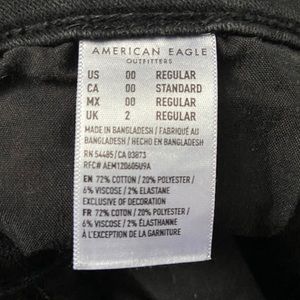 AMERICAN EAGLE
OUTFITTERS
US 00 REGULAR
CA 00 STANDARD
MX 00 REGULAR
UK 2 REGULAR
MADE IN BANGLADESH / FABRIQUÉ AU
BANGLADESH / HECHO EN BANGLADESH
RN 54485/CA 03873
RFC# AEM120605U9A
EN 72% COTTON / 20% POLYESTER /
6% VISCOSE / 2% ELASTANE
EXCLUSIVE OF DECORATION
FR 72% COTON / 20% POLYESTER /
6% VISCOSE / 2% ÉLASTHANNE
À L'EXCEPTION DE LA GARNITURE